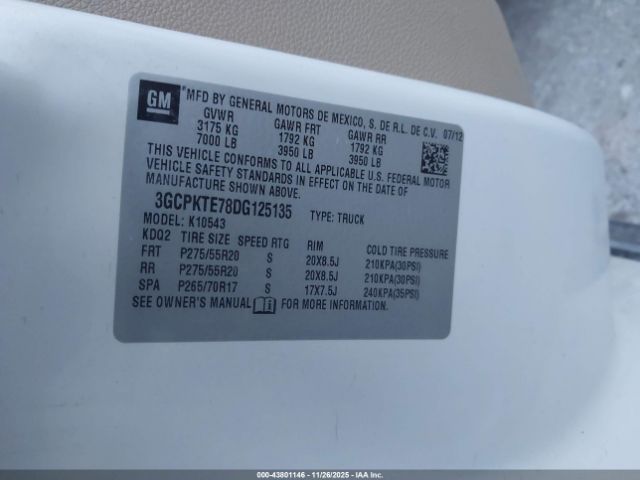 GM
*MFD BY GENERAL MOTORS DE MEXICO, S. DE R.L. DE C.V. 07/12
GVWR GAWR FRT GAWR RR
3175 KG 1792 KG 1792 KG
7000 LB 3950 LB 3950 LB
THIS VEHICLE CONFORMS TO ALL APPLICABLE U.S. FEDERAL MOTOR
VEHICLE SAFETY STANDARDS IN EFFECT ON THE DATE OF
MANUFACTURE SHOWN ABOVE.
3GCPKTE78DG125135 TYPE: TRUCK
MODEL: K10543
KDQ2 TIRE SIZE SPEED RTG RIM COLD TIRE PRESSURE
FRT P275/55R20 S 20X8.5J 210KPA(30PSI)
RR P275/55R20 S 20X8.5J 210KPA(30PSI)
SPA P265/70R17 S 17X7.5J 240KPA(35PSI)
SEE OWNER'S MANUAL FOR MORE INFORMATION.
000-43801146 - 11/26/2025 - IAA Inc.